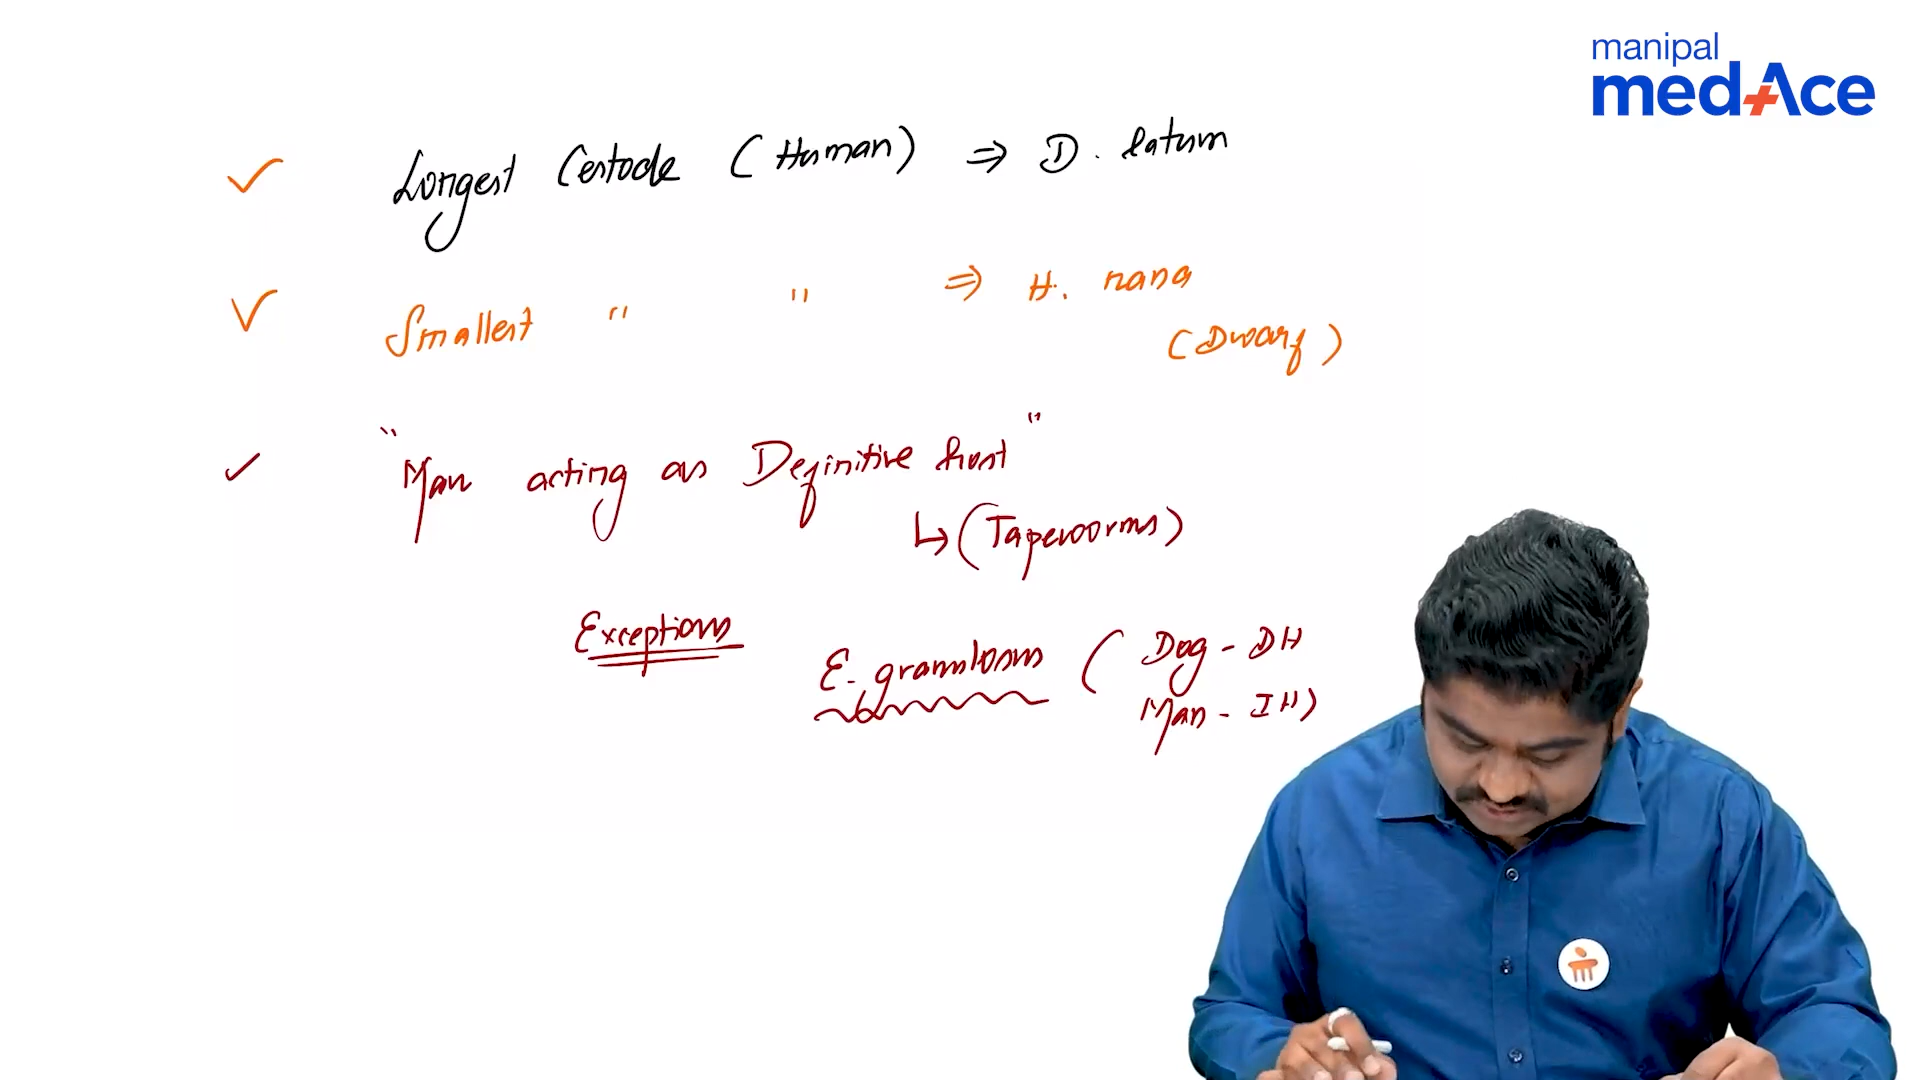 manipal
medAce
✓ Longest Cestode (Human) ⇒ D. latum
✓ Smallest " " ⇒ H. nana
(Dwarf)
✓ "Man acting as Definitive host"
↳ (Tapeworms)
Exceptions
E. granulosus ( Dog - DH
Man - IH)